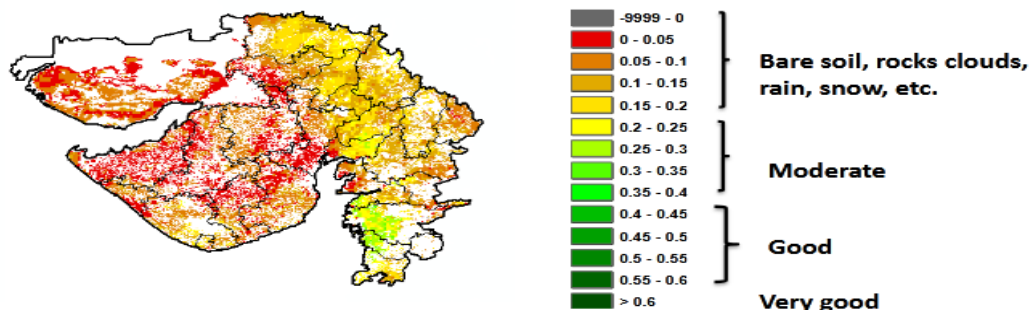 -9999 - 0
0 - 0.05
0.05 - 0.1
0.1 - 0.15
0.15 - 0.2
0.2 - 0.25
0.25 - 0.3
0.3 - 0.35
0.35 - 0.4
0.4 - 0.45
0.45 - 0.5
0.5 - 0.55
0.55 - 0.6
> 0.6
Bare soil, rocks clouds,
rain, snow, etc.
Moderate
Good
Very good